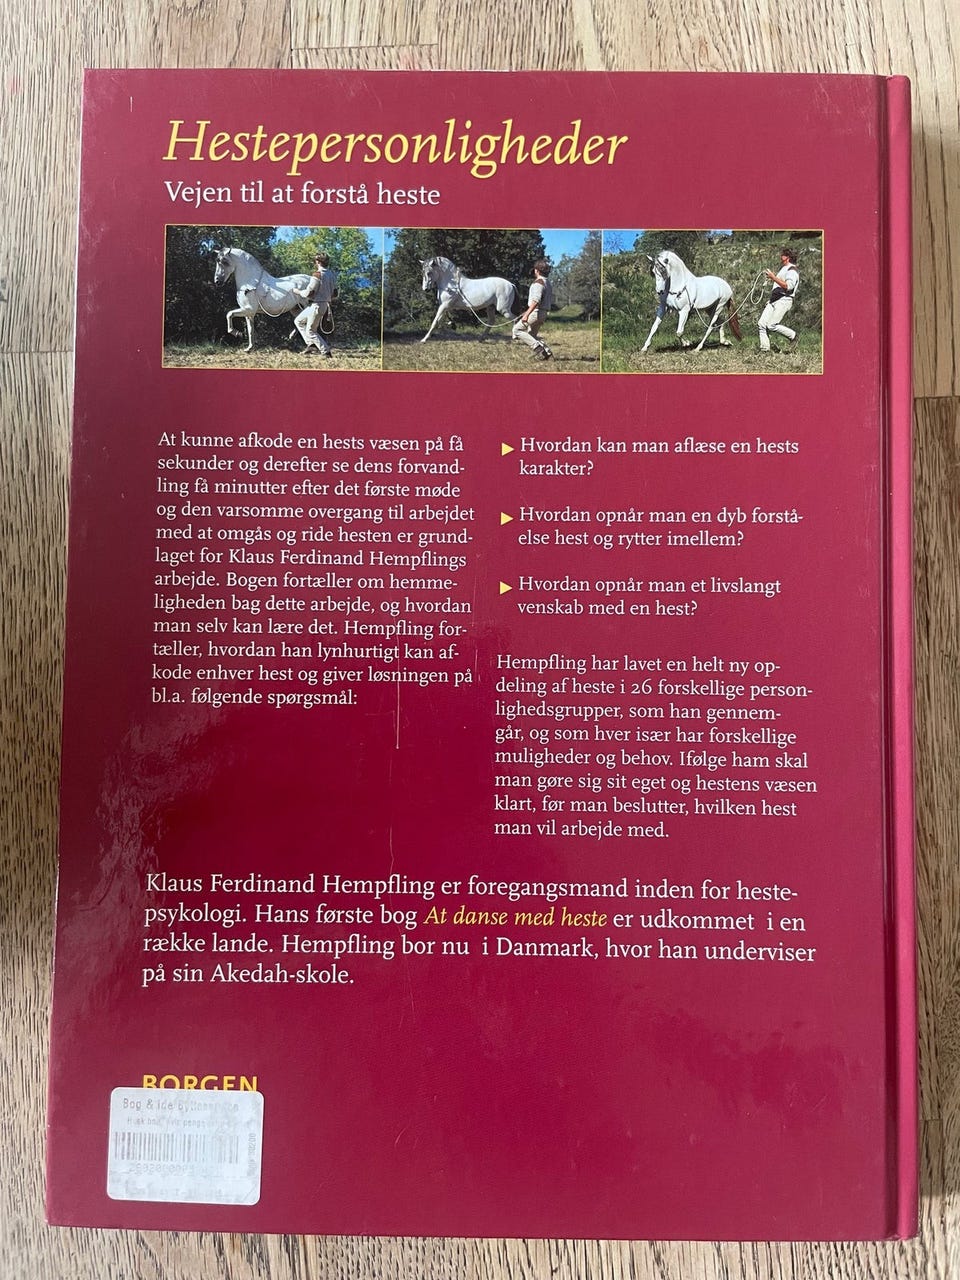 Hestepersonligheder
Vejen til at forstå heste
At kunne afkode en hests væsen på få
sekunder og derefter se dens forvand-
ling få minutter efter det første møde
og den varsomme overgang til arbejdet
med at omgås og ride hesten er grund-
laget for Klaus Ferdinand Hempflings
arbejde. Bogen fortæller om hemme-
ligheden bag dette arbejde, og hvordan
man selv kan lære det. Hempfling for-
tæller, hvordan han lynhurtigt kan af-
kode enhver hest og giver løsningen på
bl.a. følgende spørgsmål:
Hvordan kan man aflæse en hests
karakter?
Hvordan opnår man en dyb forstå-
else hest og rytter imellem?
Hvordan opnår man et livslangt
venskab med en hest?
Hempfling har lavet en helt ny op-
deling af heste i 26 forskellige person-
lighedsgrupper, som han gennem-
går, og som hver især har forskellige
muligheder og behov. Ifølge ham skal
man gøre sig sit eget og hestens væsen
klart, før man beslutter, hvilken hest
man vil arbejde med.
Klaus Ferdinand Hempfling er foregangsmand inden for heste-
psykologi. Hans første bog At danse med heste er udkommet i en
række lande. Hempfling bor nu i Danmark, hvor han underviser
på sin Akedah-skole.
BORGEN
Bog & ide